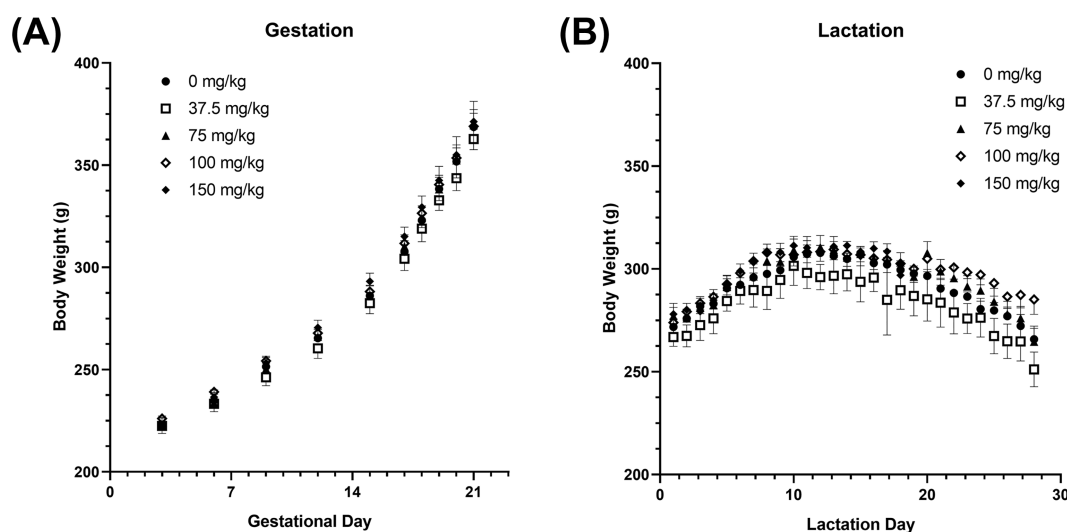 (A)
Gestation
400
350
300
250
200
0
7
14
21
Body Weight (g)
Gestational Day
0 mg/kg
37.5 mg/kg
75 mg/kg
100 mg/kg
150 mg/kg
(B)
Lactation
400
350
300
250
200
0
10
20
30
Body Weight (g)
Lactation Day
0 mg/kg
37.5 mg/kg
75 mg/kg
100 mg/kg
150 mg/kg